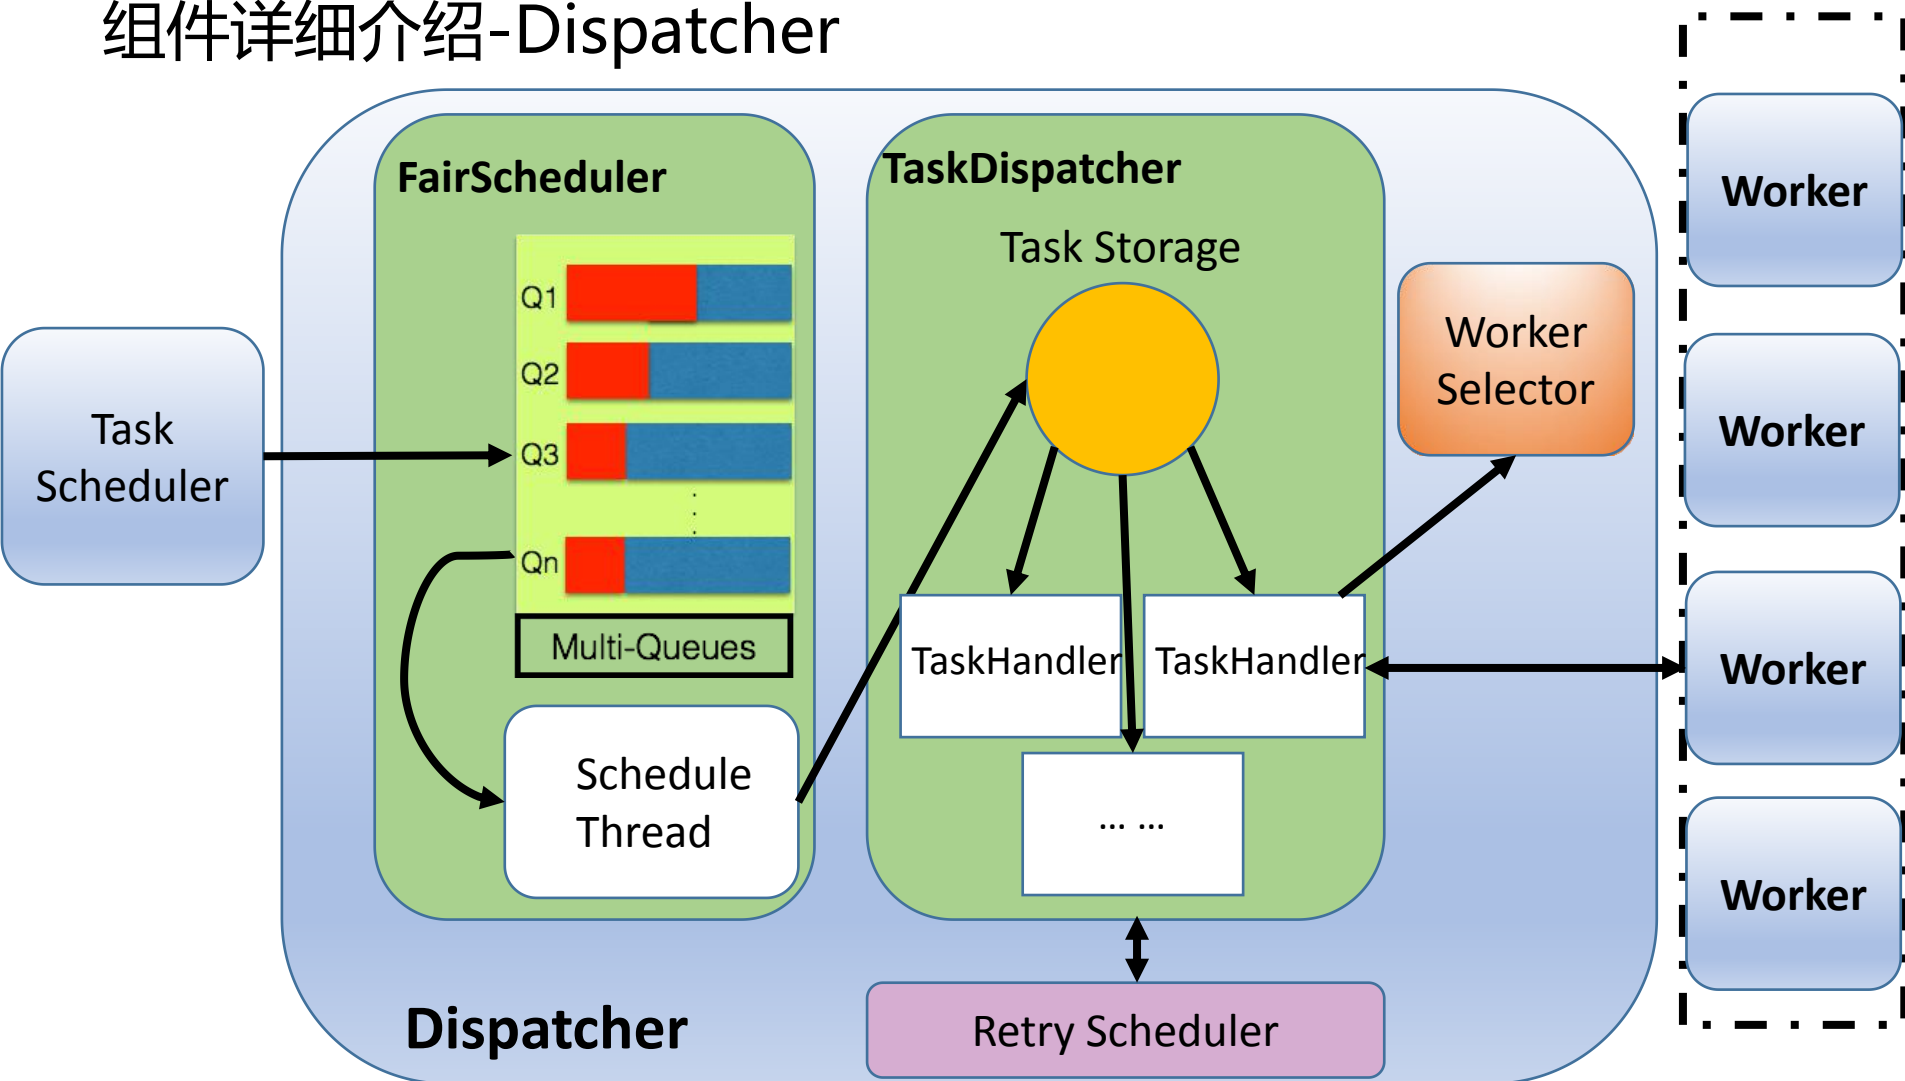 组件详细介绍-Dispatcher
FairScheduler
Q1
Q2
Q3
Qn
Multi-Queues
Schedule
Thread
Task
Scheduler
TaskDispatcher
Task Storage
TaskHandler
TaskHandler
... ...
Worker
Selector
Retry Scheduler
Dispatcher
Worker
Worker
Worker
Worker